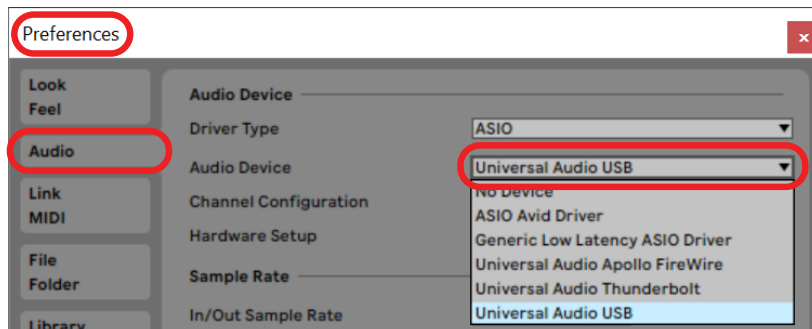 Preferences
x
Look
Feel
Audio
Link
MIDI
File
Folder
Library
Audio Device
Driver Type
ASIO
Audio Device
Universal Audio USB
Channel Configuration
No Device
ASIO Avid Driver
Hardware Setup
Generic Low Latency ASIO Driver
Universal Audio Apollo FireWire
Sample Rate
Universal Audio Thunderbolt
In/Out Sample Rate
Universal Audio USB